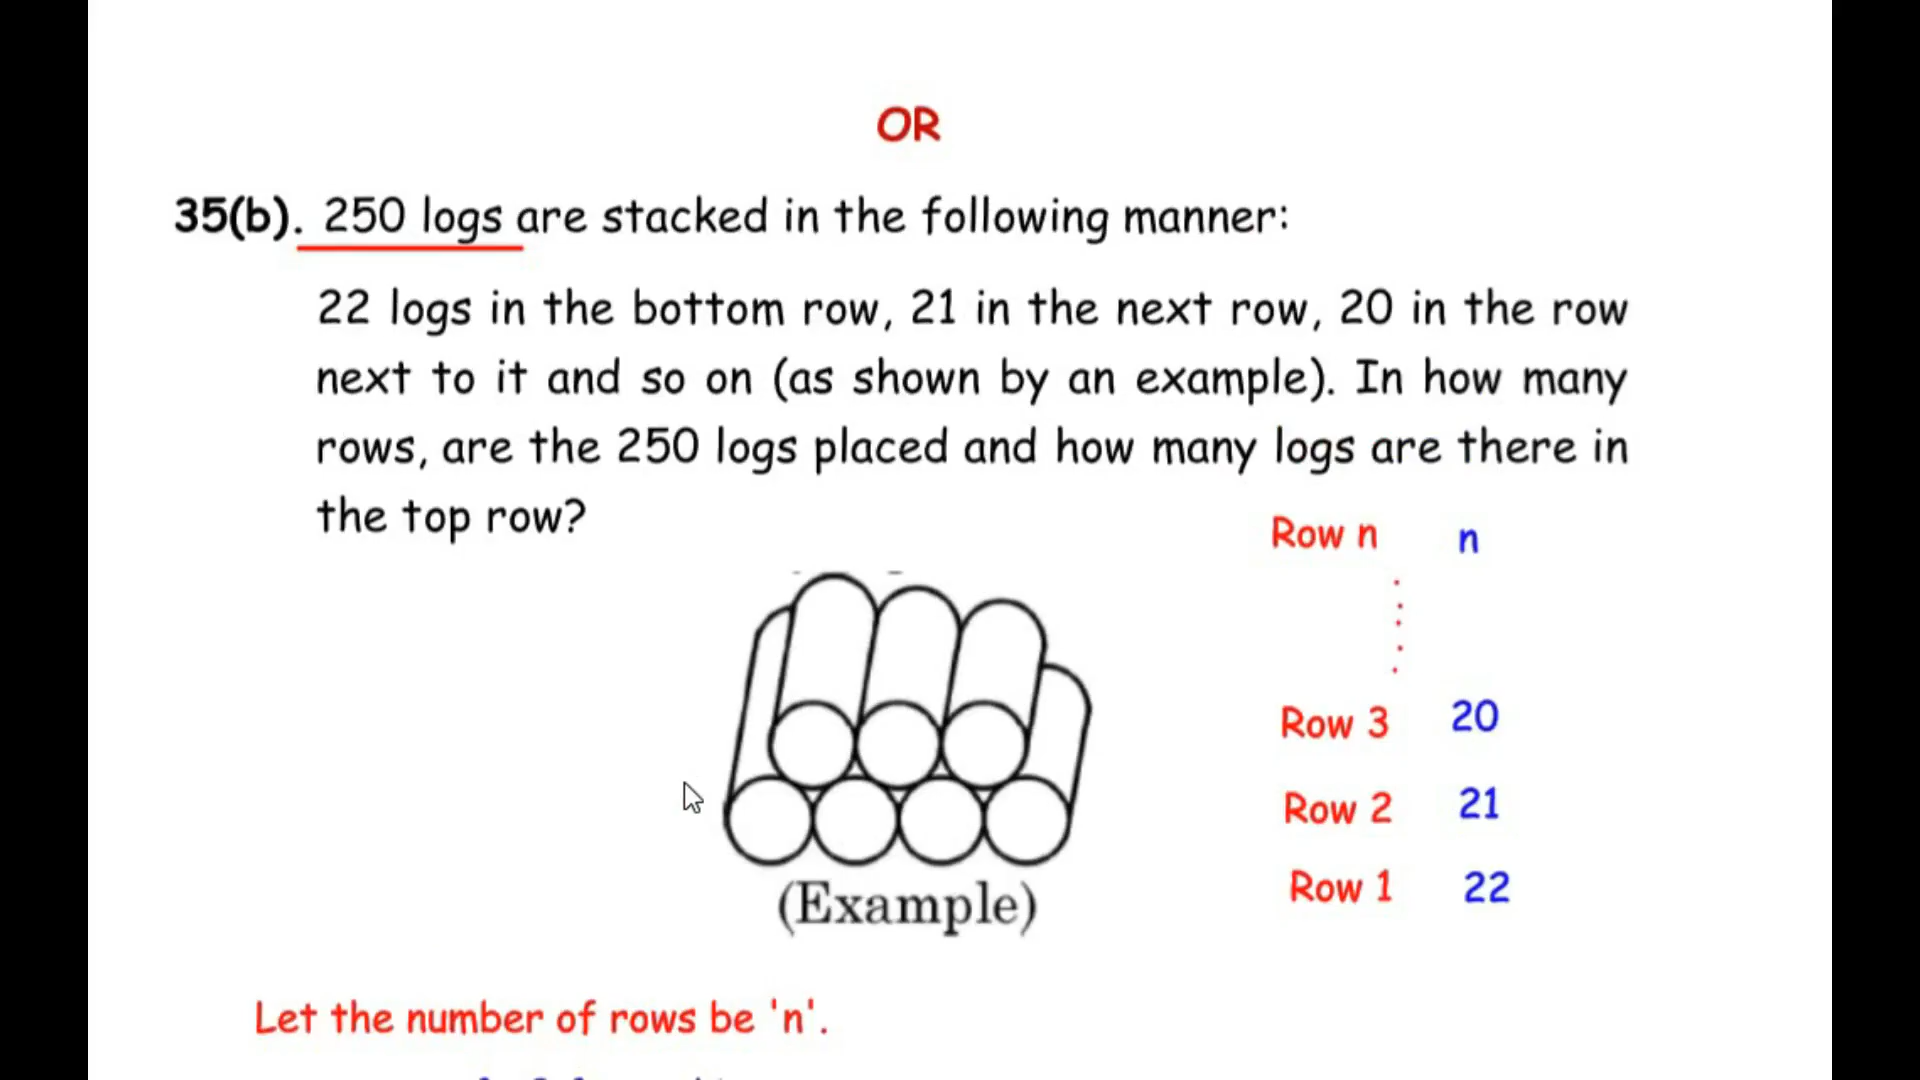 OR
35(b). 250 logs are stacked in the following manner:
22 logs in the bottom row, 21 in the next row, 20 in the row
next to it and so on (as shown by an example). In how many
rows, are the 250 logs placed and how many logs are there in
the top row?
Row n n
Row 3 20
Row 2 21
Row 1 22
(Example)
Let the number of rows be 'n'.